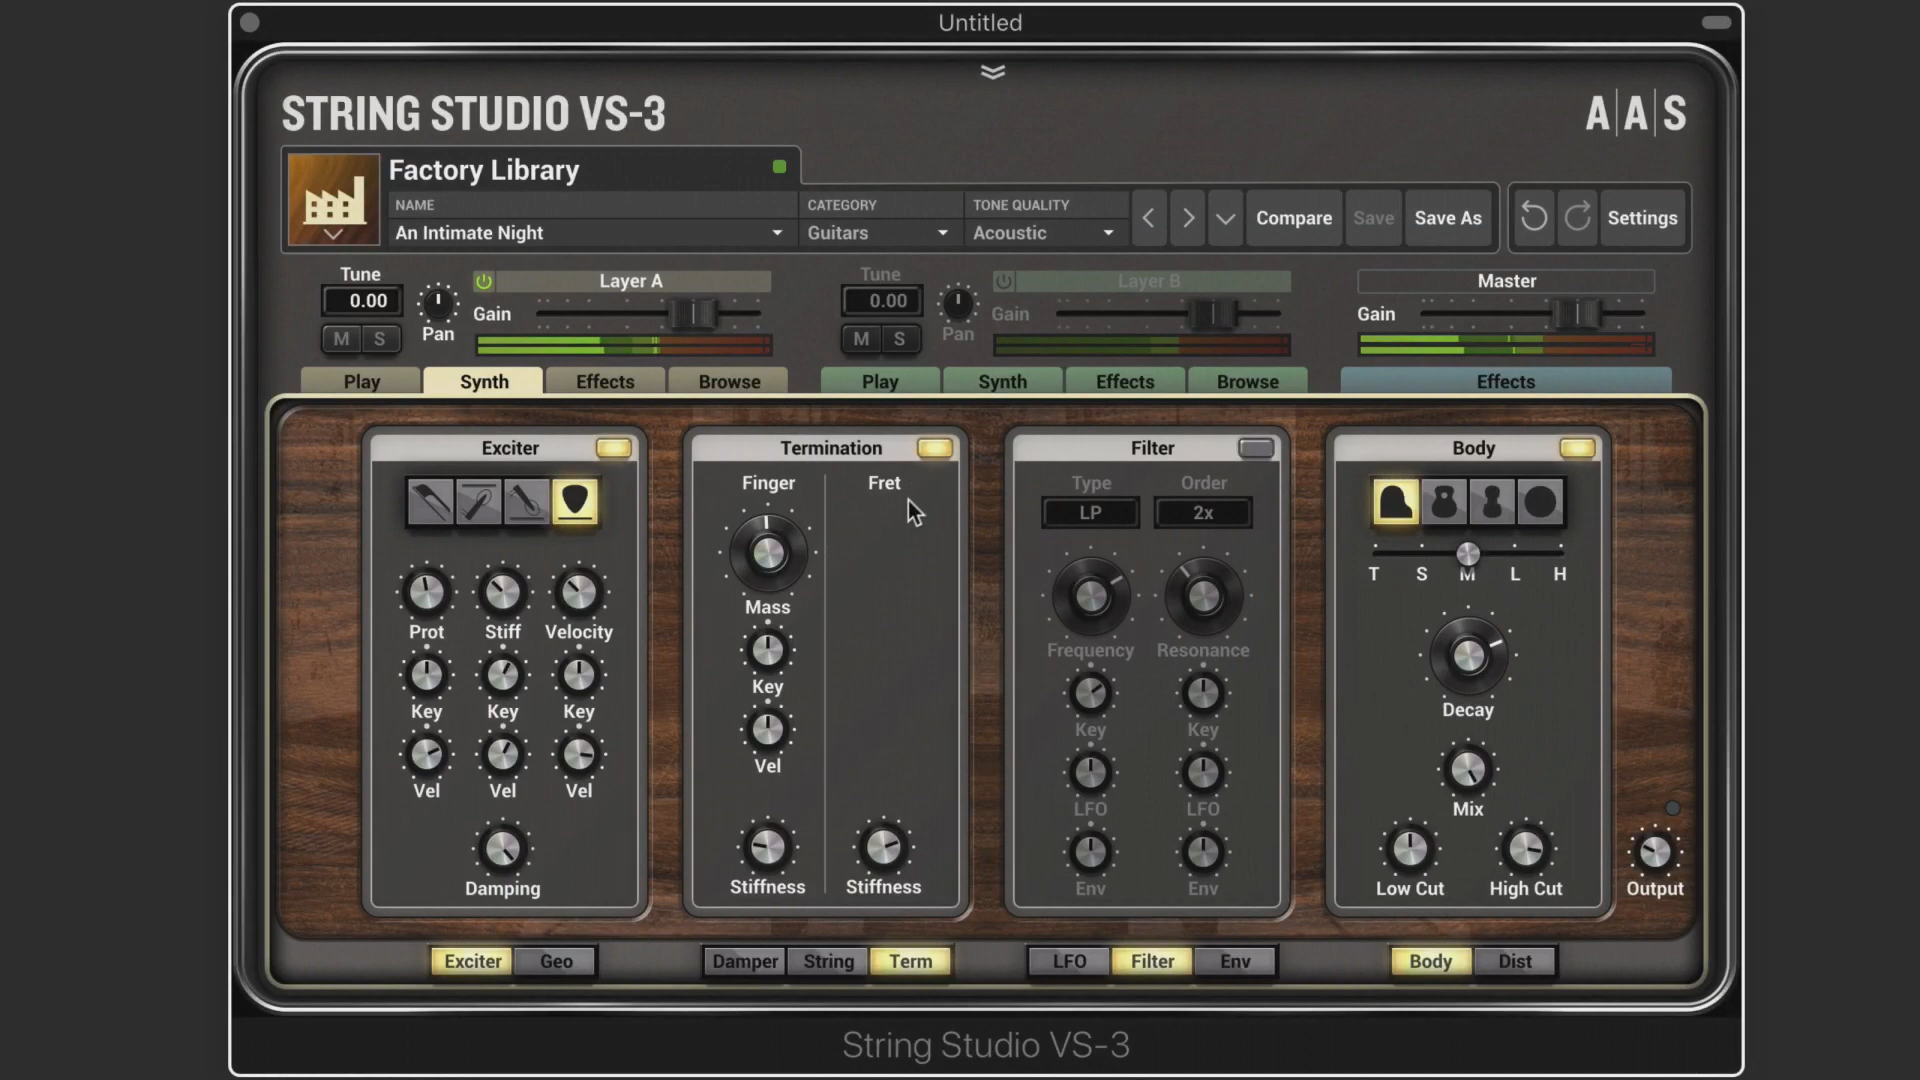 Untitled
STRING STUDIO VS-3
A|A|S
Factory Library
NAME
CATEGORY
TONE QUALITY
An Intimate Night
Guitars
Acoustic
Compare
Save
Save As
Settings
Tune
0.00
M
S
Pan
Layer A
Gain
Tune
0.00
M
S
Pan
Layer B
Gain
Master
Gain
Play
Synth
Effects
Browse
Play
Synth
Effects
Browse
Effects
Exciter
Prot
Stiff
Velocity
Key
Key
Key
Vel
Vel
Vel
Damping
Termination
Finger
Fret
Mass
Key
Vel
Stiffness
Stiffness
Filter
Type
Order
LP
2x
Frequency
Resonance
Key
Key
LFO
LFO
Env
Env
Body
T
S
M
L
H
Decay
Mix
Low Cut
High Cut
Output
Exciter
Geo
Damper
String
Term
LFO
Filter
Env
Body
Dist
String Studio VS-3